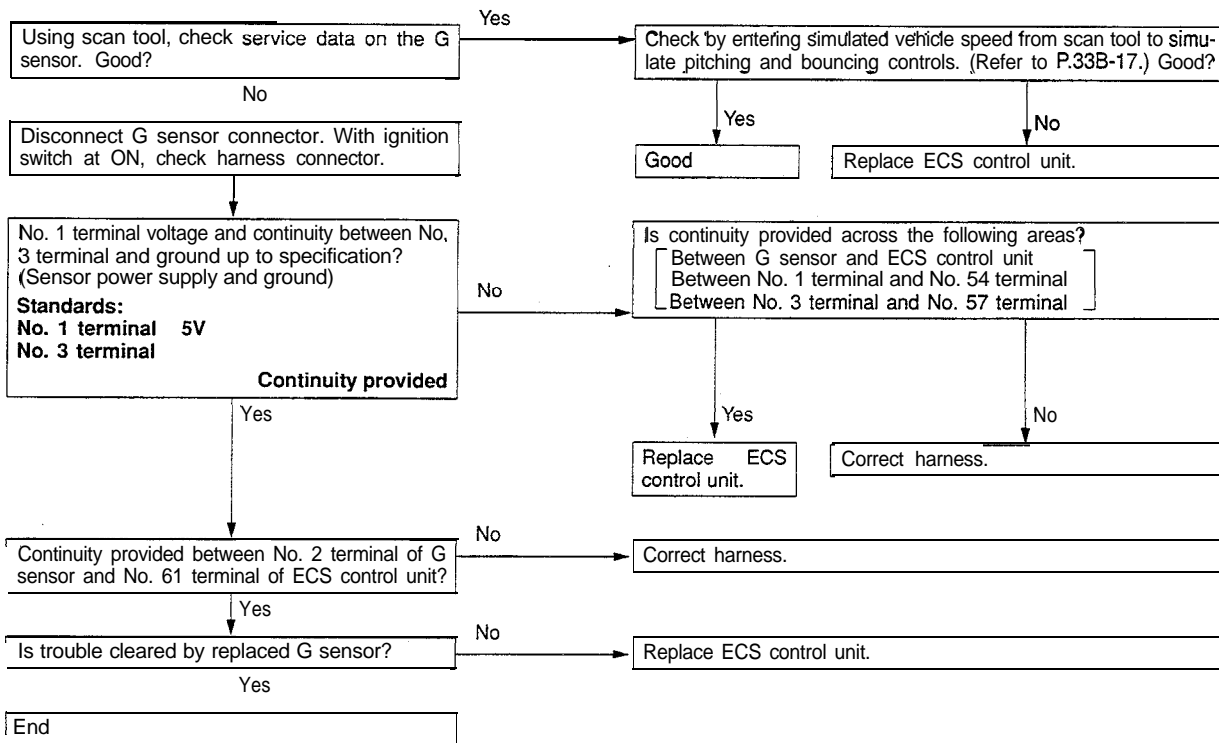 Yes
Using scan tool, check service data on the G
sensor. Good?
Check by entering simulated vehicle speed from scan tool to simu-
late pitching and bouncing controls. (Refer to P.33B-17.) Good?
No
Yes
No
Disconnect G sensor connector. With ignition
switch at ON, check harness connector.
Good
Replace ECS control unit.
No. 1 terminal voltage and continuity between No.
3 terminal and ground up to specification?
(Sensor power supply and ground)
Standards:
No. 1 terminal 5V
No. 3 terminal
Continuity provided
No
Is continuity provided across the following areas?
Between G sensor and ECS control unit
Between No. 1 terminal and No. 54 terminal
Between No. 3 terminal and No. 57 terminal
Yes
Yes
No
Replace ECS
control unit.
Correct harness.
No
Continuity provided between No. 2 terminal of G
sensor and No. 61 terminal of ECS control unit?
Correct harness.
Yes
No
Is trouble cleared by replaced G sensor?
Replace ECS control unit.
Yes
End